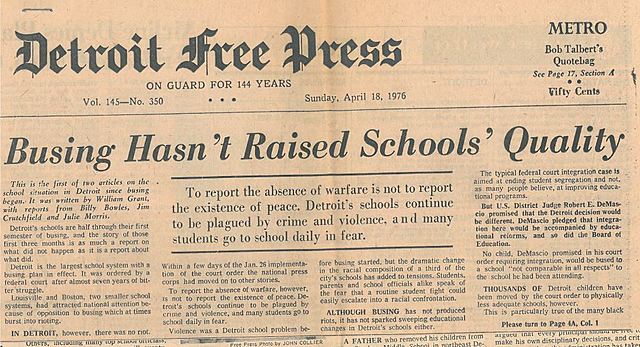 Detroit Free Press
ON GUARD FOR 144 YEARS
Vol. 145—No. 350
• • •
Sunday, April 18, 1976
METRO
Bob Talbert's
Quotebag
See Page 17, Section A
• •
Fifty Cents
Busing Hasn't Raised Schools' Quality
This is the first of two articles on the
school situation in Detroit since busing
began. It was written by William Grant,
with reports from Billy Bowles, Jim
Crutchfield and Julie Morris.
Detroit's schools are half through their first
semester of busing, and the story of those
first three months is as much a report on
what did not happen as it is a report about
what did.
Detroit is the largest school system with a
busing plan in effect. It was ordered by a
federal court after almost seven years of bit-
ter struggle.
Louisville and Boston, two smaller school
systems, had attracted national attention be-
cause of opposition to busing which at times
burst into rioting.
IN DETROIT, however, there was no riot.
Others, including many top school officials,
To report the absence of warfare is not to report
the existence of peace. Detroit's schools continue
to be plagued by crime and violence, and many
students go to school daily in fear.
Within a few days of the Jan. 26 implementa-
tion of the court order the national press
corps had moved on to other stories.
To report the absence of warfare, however,
is not to report the existence of peace. De-
troit's schools continue to be plagued by
crime and violence, and many students go to
school daily in fear.
Violence was a Detroit school problem be-
Free Press Photo by JOHN COLLIER
fore busing started, but the dramatic change
in the racial composition of a third of the
city's schools has added to tensions. Students,
parents and school officials alike speak of
the fear that a routine student fight could
easily escalate into a racial confrontation.
ALTHOUGH BUSING has not produced
riots, it has not sparked sweeping educational
changes in Detroit's schools either.
A FATHER who removed his children from
The typical federal court integration case is
aimed at ending student segregation and not,
as many people believe, at improving educa-
tional programs.
But U.S. District Judge Robert E. DeMas-
cio promised that the Detroit decision would
be different. DeMascio pledged that integra-
tion here would be accompanied by educa-
tional reforms, and so did the Board of
Education.
No child, DeMascio promised in his court
order requiring integration, would be bused to
a school "not comparable in all respects" to
the school he had been attending.
THOUSANDS OF Detroit children have
been moved by the court order to physically
less adequate schools, however.
This is particularly true of the many black
Please turn to Page 4A, Col. 1
make his own disciplinary decisions, and